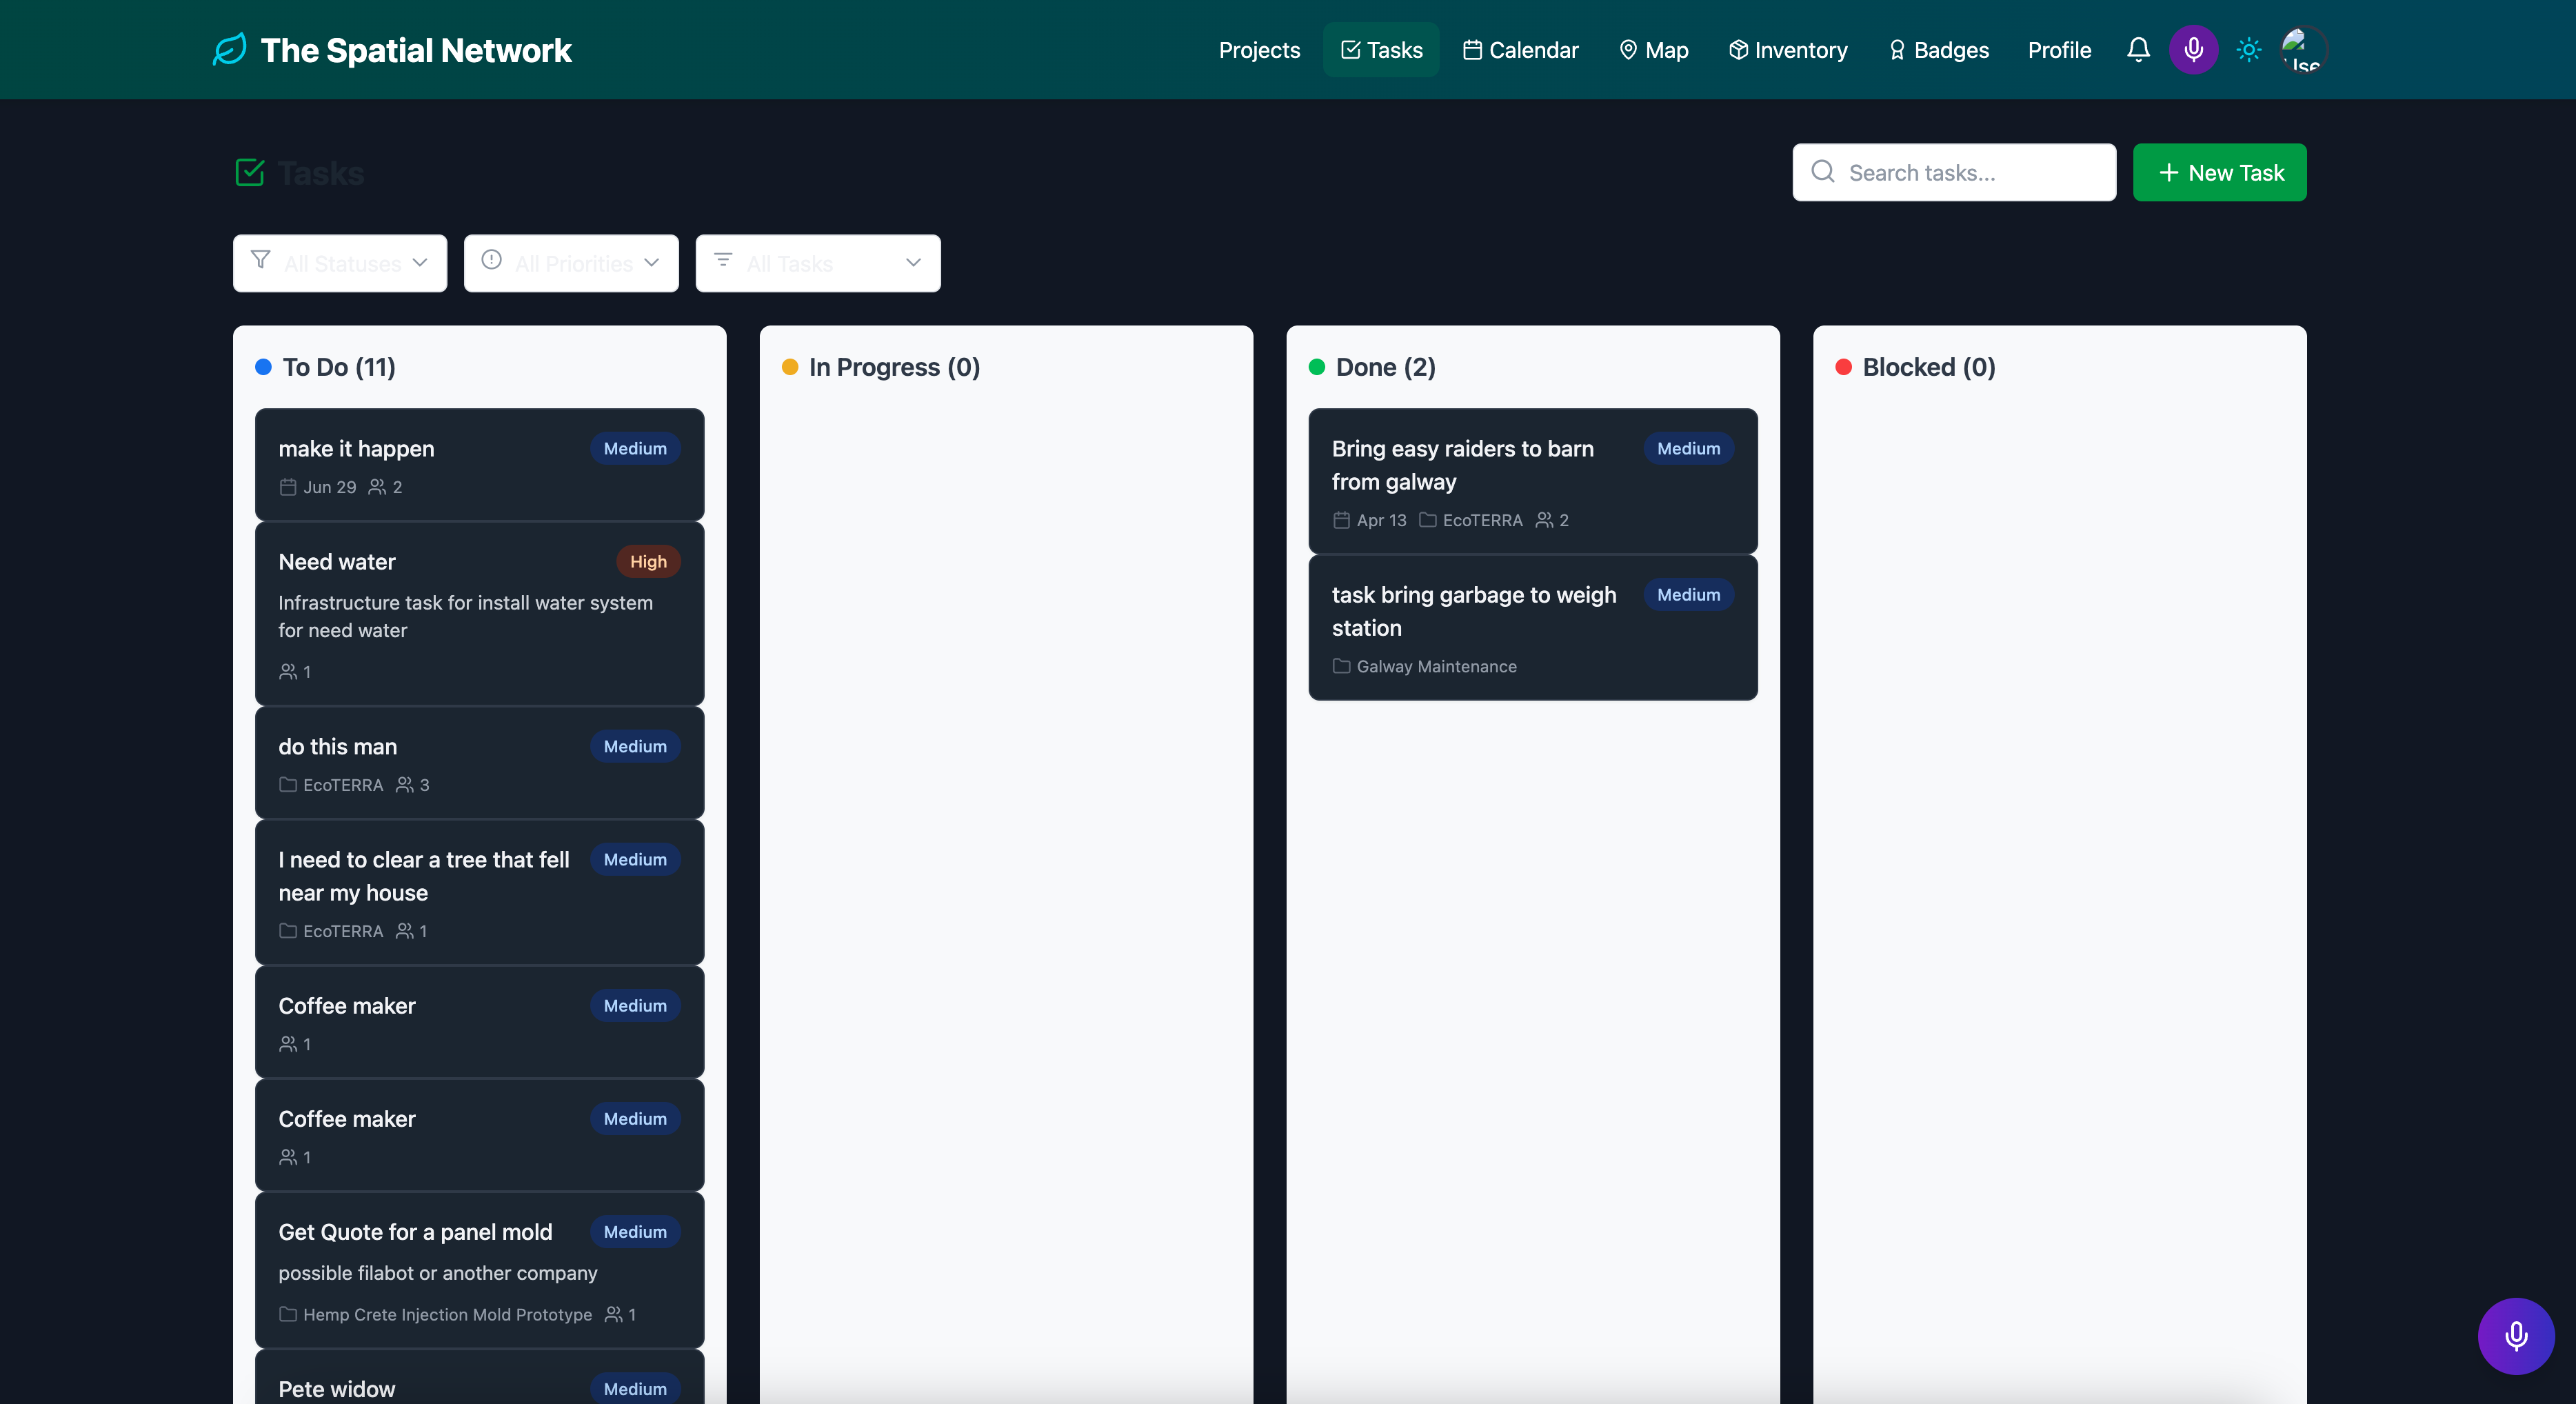 The Spatial Network
Projects
Tasks
Calendar
Map
Inventory
Badges
Profile
Use
Tasks
Search tasks...
New Task
All Statuses
All Priorities
All Tasks
To Do (11)
make it happen
Medium
Jun 29
2
Need water
High
Infrastructure task for install water system
for need water
1
do this man
Medium
EcoTERRA
3
I need to clear a tree that fell
near my house
Medium
EcoTERRA
1
Coffee maker
Medium
1
Coffee maker
Medium
1
Get Quote for a panel mold
Medium
possible filabot or another company
Hemp Crete Injection Mold Prototype
1
Pete widow
Medium
In Progress (0)
Done (2)
Bring easy raiders to barn
from galway
Medium
Apr 13
EcoTERRA
2
task bring garbage to weigh
station
Medium
Galway Maintenance
Blocked (0)